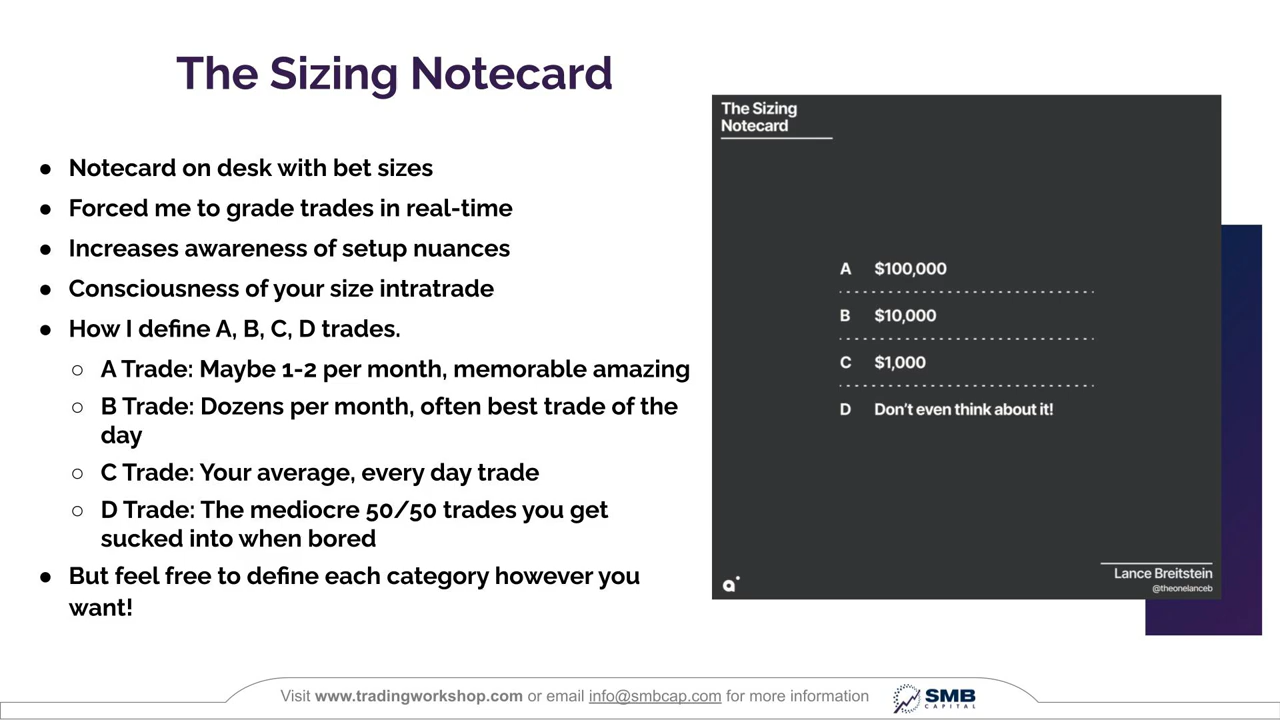 The Sizing Notecard
● Notecard on desk with bet sizes
● Forced me to grade trades in real-time
● Increases awareness of setup nuances
● Consciousness of your size intratrade
● How I define A, B, C, D trades.
○ A Trade: Maybe 1-2 per month, memorable amazing
○ B Trade: Dozens per month, often best trade of the
day
○ C Trade: Your average, every day trade
○ D Trade: The mediocre 50/50 trades you get
sucked into when bored
● But feel free to define each category however you
want!
The Sizing
Notecard
A $100,000
B $10,000
C $1,000
D Don't even think about it!
a
Lance Breitstein
@theonelanceb
Visit www.tradingworkshop.com or email info@smbcap.com for more information
SMB
CAPITAL